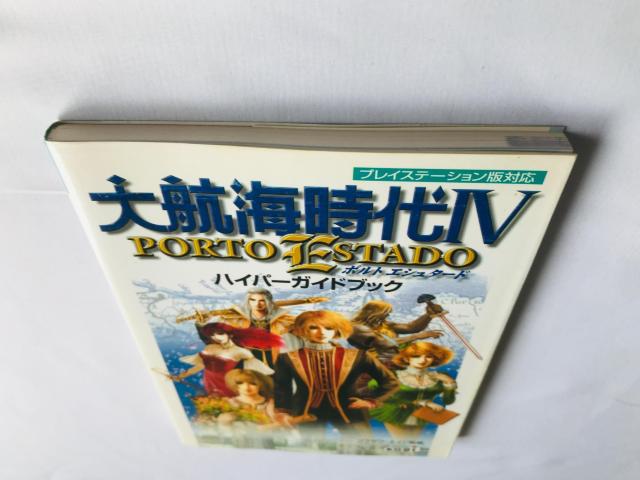 プレイステーション版対応
大航海時代IV
PORTO ESTADO
ポルト エシュタード
ハイパーガイドブック